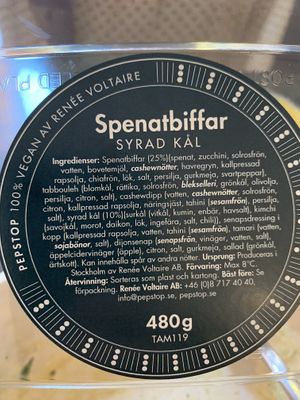 PEPSTOP 100% VEGAN AV RENÉE VOLTAIRE
Spenatbiffar
SYRAD KÅL
Ingredienser: Spenatbiffar (25%)(spenat, zucchini, solrosfrön,
vatten, bovetemjöl, cashewnötter, havregryn, kallpressad
rapsolja, chiafrön, lök, salt, persilja, gurkmeja, svartpeppar),
tabbouleh (blomkål, rättika, solrosfrön, blekselleri, grönkål, olivolja,
persilja, citron, salt), cashewdipp (vatten, cashewnötter, vinäger,
citron, kallpressad rapsolja, näringsjäst, tahini (sesamfrön), persilja,
salt), syrad kål (10%)(surkål (vitkål, kumin, enbär, havssalt), kimchi
(savojkål, morot, daikon, lök, ingefära, salt, chili)), senapsdressing i
kopp (kallpressad rapsolja, vatten, tahini (sesamfrön), tamari (vatten,
sojabönor, salt), dijonsenap (senapsfrön, vinäger, vatten, salt),
äppelcidervinäger (äpple), citron, salt, gurkmeja), sallad (grönkål,
ärtskott). Kan innehålla spår av andra nötter. Ursprung: Produceras i
Stockholm av Renée Voltaire AB. Förvaring: Max 8°C.
Återvinning: Sorteras som plast och kartong. Bäst före: Se
förpackning. Renée Voltaire AB: +46 (0)8 717 40 40,
info@pepstop.se, pepstop.se
480g
TAM119